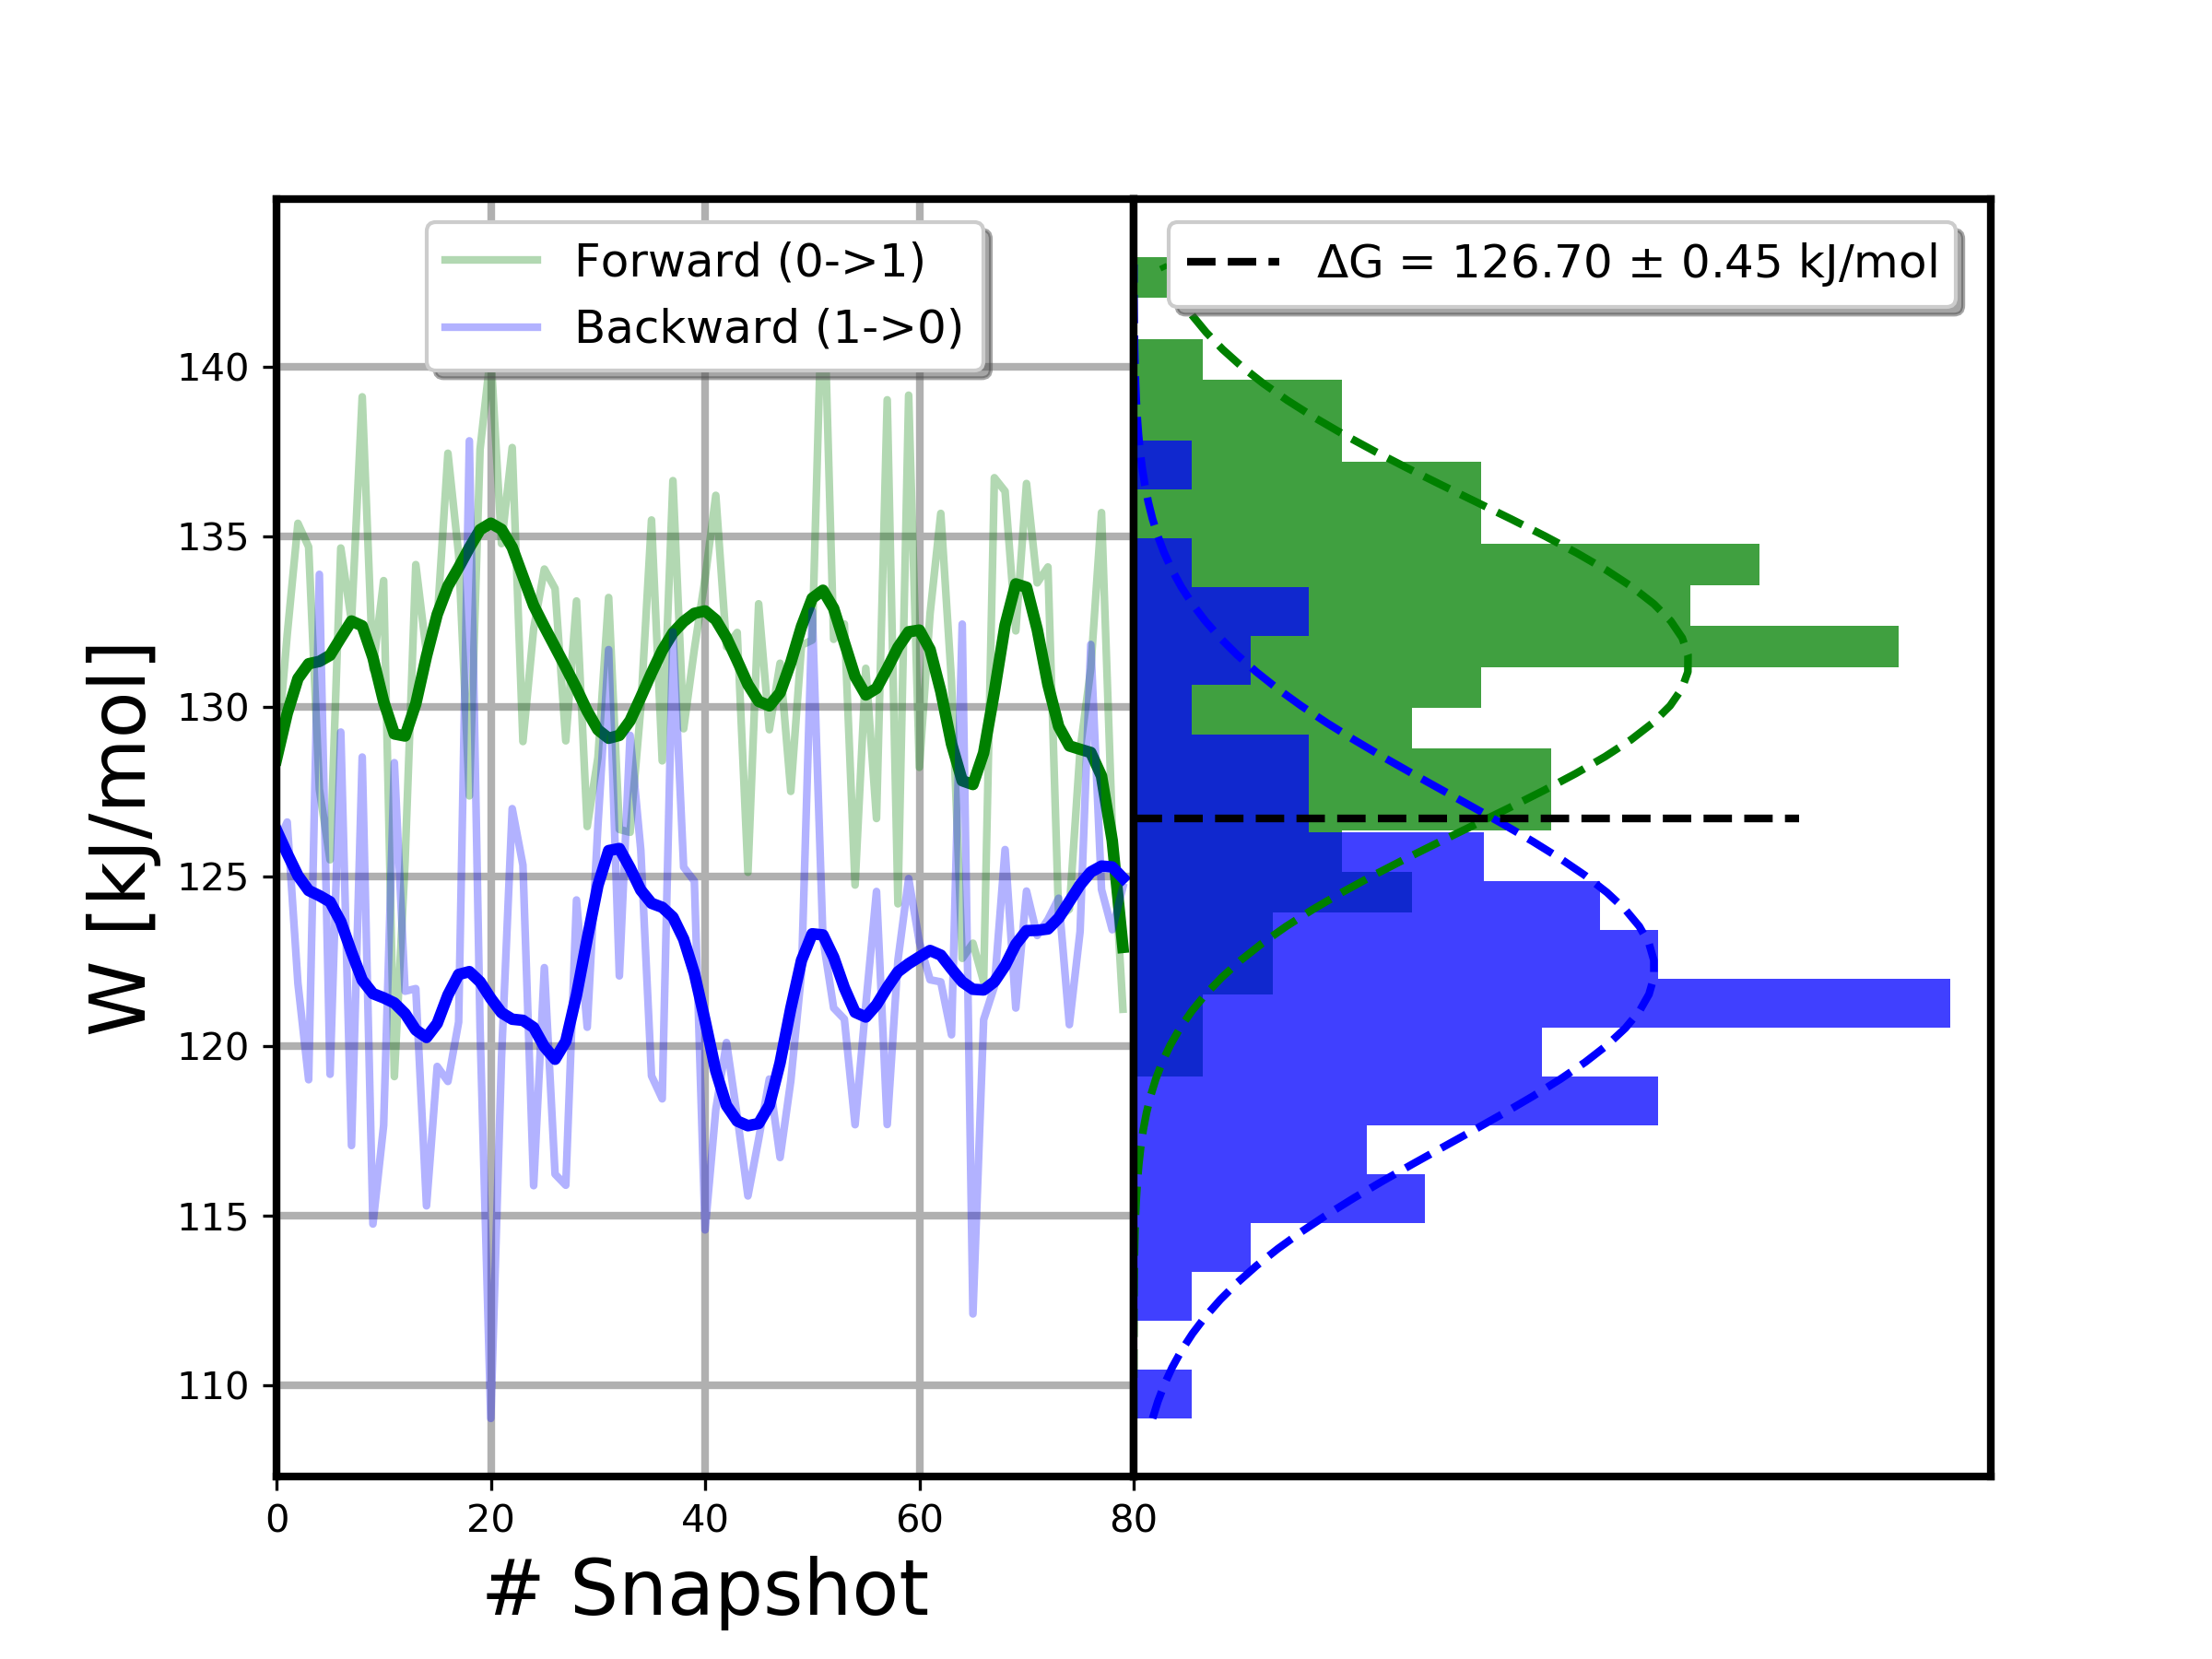 Forward (0->1)
Backward (1->0)
ΔG = 126.70 ± 0.45 kJ/mol
W [kJ/mol]
140
135
130
125
120
115
110
0 20 40 60 80
# Snapshot